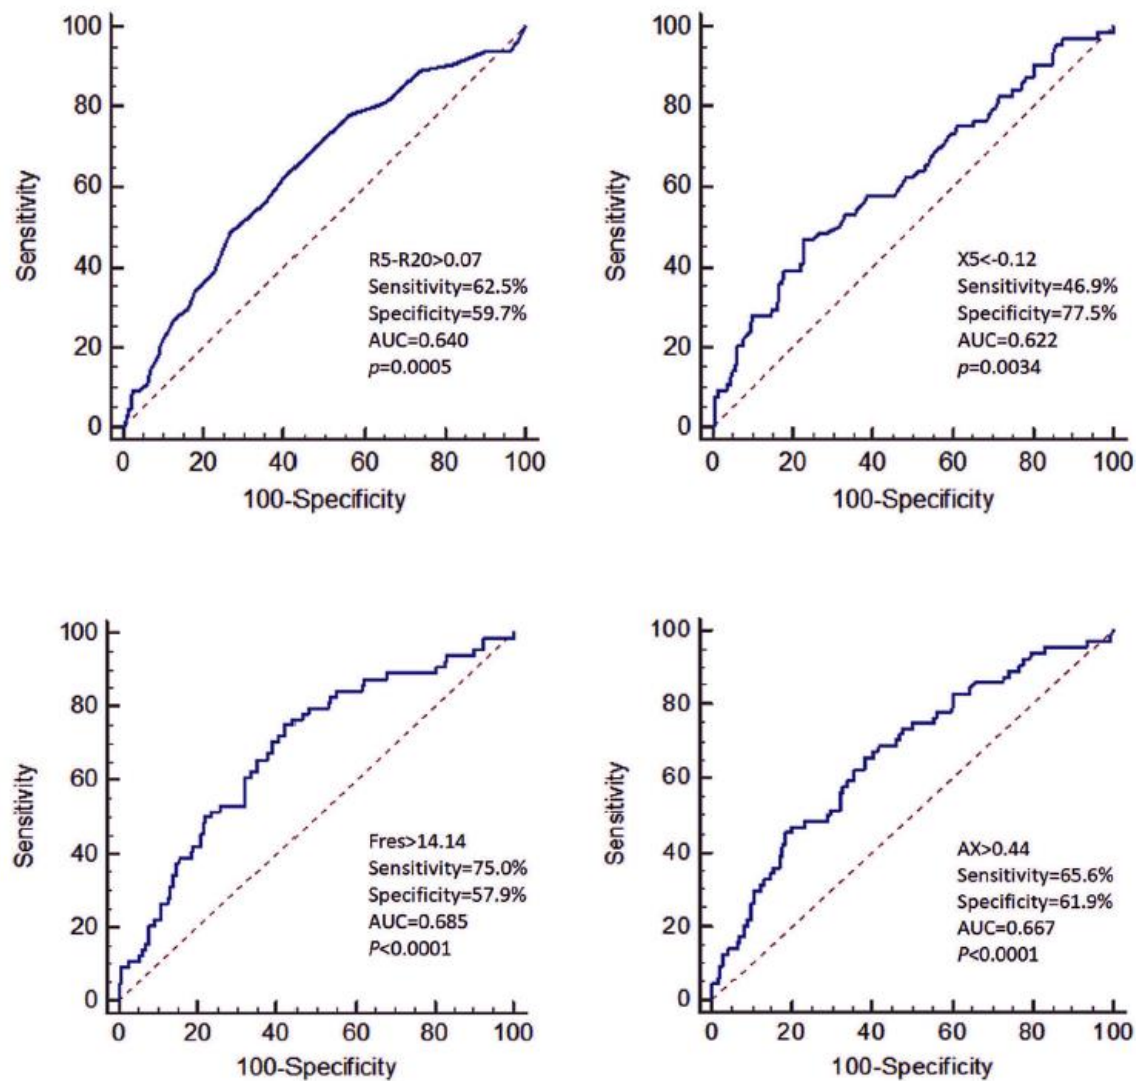 100
80
60
40
20
0
Sensitivity
R5-R20>0.07
Sensitivity=62.5%
Specificity=59.7%
AUC=0.640
p=0.0005
0 20 40 60 80 100
100-Specificity
100
80
60
40
20
0
Sensitivity
X5<-0.12
Sensitivity=46.9%
Specificity=77.5%
AUC=0.622
p=0.0034
0 20 40 60 80 100
100-Specificity
100
80
60
40
20
0
Sensitivity
Fres>14.14
Sensitivity=75.0%
Specificity=57.9%
AUC=0.685
P<0.0001
0 20 40 60 80 100
100-Specificity
100
80
60
40
20
0
Sensitivity
AX>0.44
Sensitivity=65.6%
Specificity=61.9%
AUC=0.667
P<0.0001
0 20 40 60 80 100
100-Specificity